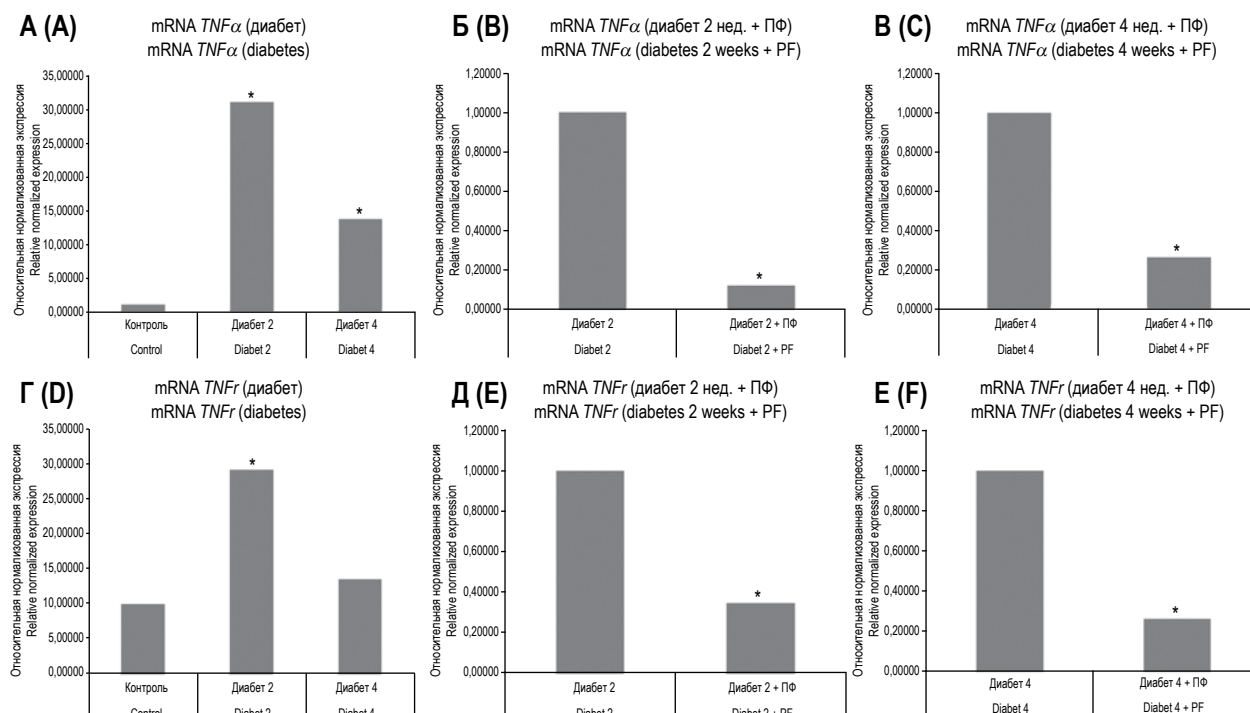 А (A)
mRNA TNFα (диабет)
mRNA TNFα (diabetes)
Относительная нормализованная экспрессия
Relative normalized expression
35,00000
30,00000
25,00000
20,00000
15,00000
10,00000
5,00000
0,00000
*
*
Контроль
Диабет 2
Диабет 4
Control
Diabet 2
Diabet 4
Б (B)
mRNA TNFα (диабет 2 нед. + ПФ)
mRNA TNFα (diabetes 2 weeks + PF)
Относительная нормализованная экспрессия
Relative normalized expression
1,20000
1,00000
0,80000
0,60000
0,40000
0,20000
0,00000
*
Диабет 2
Диабет 2 + ПФ
Diabet 2
Diabet 2 + PF
В (C)
mRNA TNFα (диабет 4 нед. + ПФ)
mRNA TNFα (diabetes 4 weeks + PF)
Относительная нормализованная экспрессия
Relative normalized expression
1,20000
1,00000
0,80000
0,60000
0,40000
0,20000
0,00000
*
Диабет 4
Диабет 4 + ПФ
Diabet 4
Diabet 4 + PF
Г (D)
mRNA TNFr (диабет)
mRNA TNFr (diabetes)
Относительная нормализованная экспрессия
Relative normalized expression
35,00000
30,00000
25,00000
20,00000
15,00000
10,00000
5,00000
0,00000
*
Контроль
Диабет 2
Диабет 4
Control
Diabet 2
Diabet 4
Д (E)
mRNA TNFr (диабет 2 нед. + ПФ)
mRNA TNFr (diabetes 2 weeks + PF)
Относительная нормализованная экспрессия
Relative normalized expression
1,20000
1,00000
0,80000
0,60000
0,40000
0,20000
0,00000
*
Диабет 2
Диабет 2 + ПФ
Diabet 2
Diabet 2 + PF
Е (F)
mRNA TNFr (диабет 4 нед. + ПФ)
mRNA TNFr (diabetes 4 weeks + PF)
Относительная нормализованная экспрессия
Relative normalized expression
1,20000
1,00000
0,80000
0,60000
0,40000
0,20000
0,00000
*
Диабет 4
Диабет 4 + ПФ
Diabet 4
Diabet 4 + PF